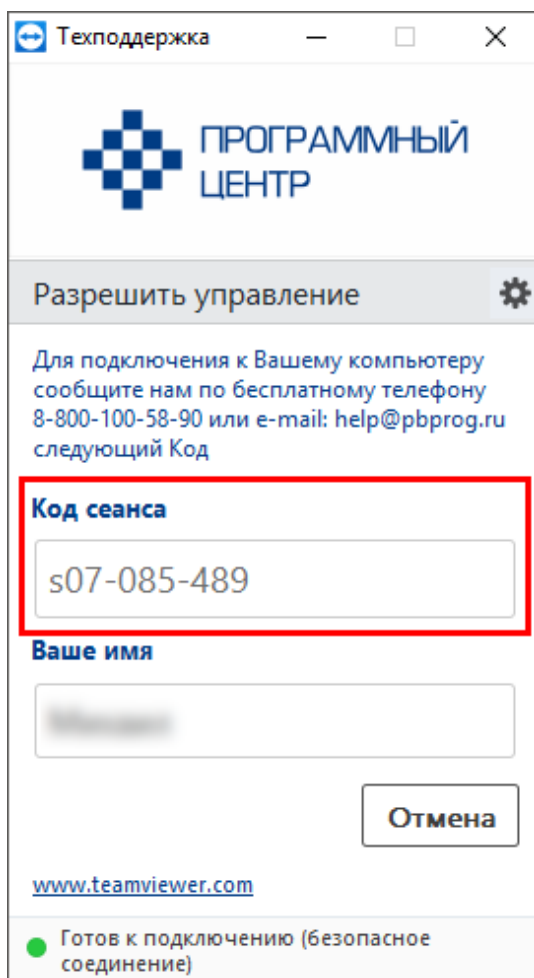 Техподдержка
ПРОГРАММНЫЙ
ЦЕНТР
Разрешить управление
Для подключения к Вашему компьютеру
сообщите нам по бесплатному телефону
8-800-100-58-90 или e-mail: help@pbprog.ru
следующий Код
Код сеанса
s07-085-489
Ваше имя
Отмена
www.teamviewer.com
Готов к подключению (безопасное
соединение)